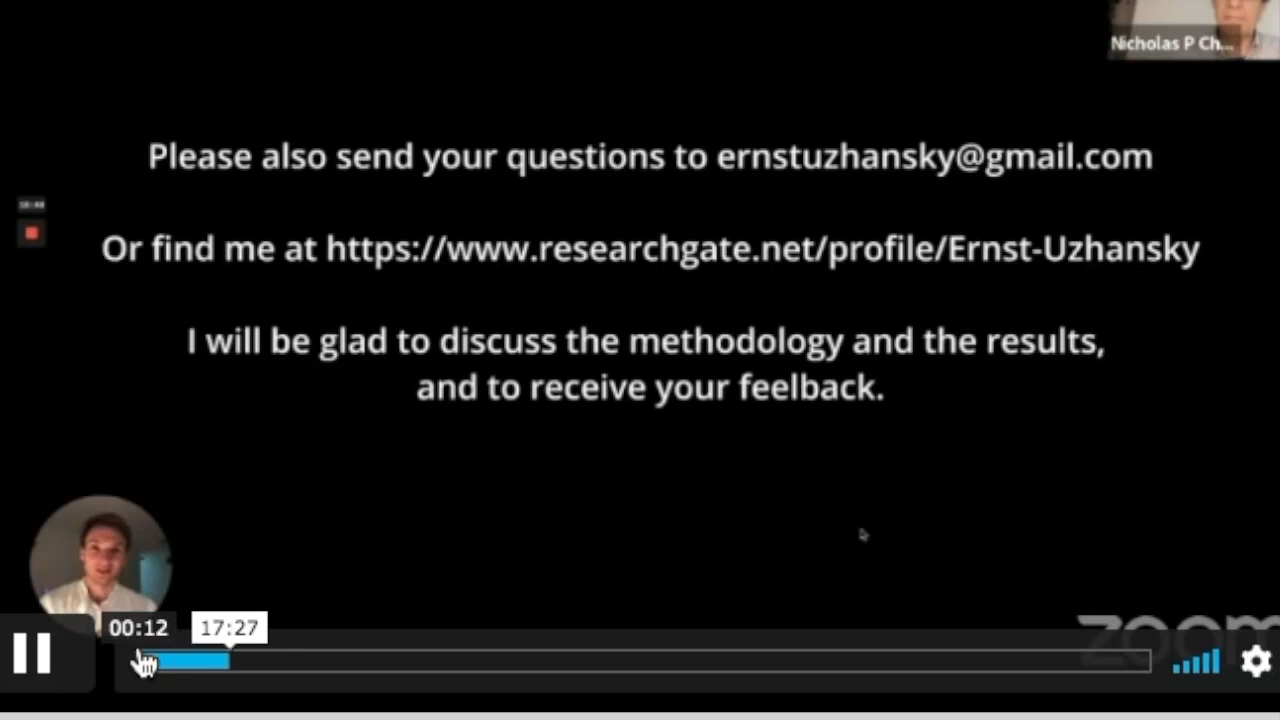 Nicholas P Ch...
Please also send your questions to ernstuzhansky@gmail.com
Or find me at https://www.researchgate.net/profile/Ernst-Uzhansky
I will be glad to discuss the methodology and the results,
and to receive your feelback.
00:12
17:27
zoom